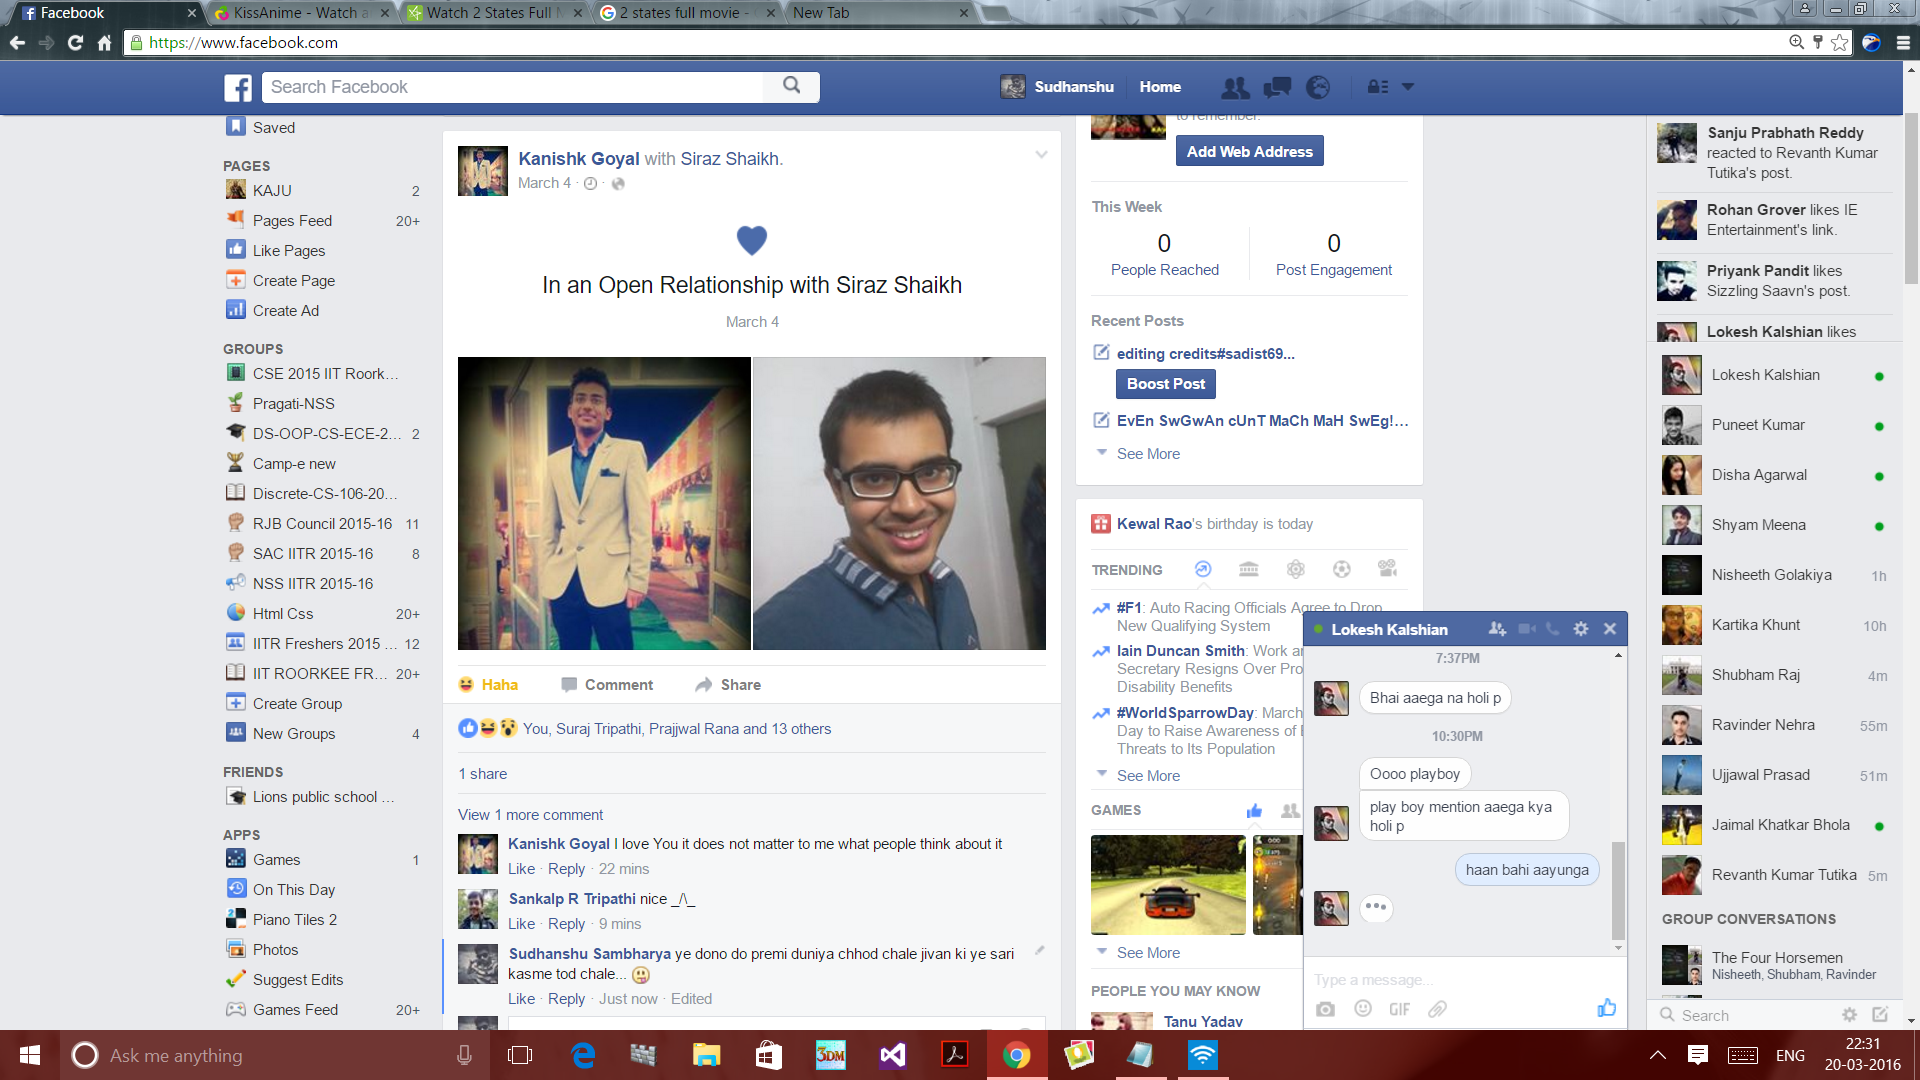 Facebook
KissAnime - Watch a
Watch 2 States Full M
2 states full movie -
New Tab
https://www.facebook.com
Search Facebook
Sudhanshu
Home
Saved
PAGES
KAJU 2
Pages Feed 20+
Like Pages
Create Page
Create Ad
GROUPS
CSE 2015 IIT Roork...
Pragati-NSS
DS-OOP-CS-ECE-2... 2
Camp-e new
Discrete-CS-106-20...
RJB Council 2015-16 11
SAC IITR 2015-16 8
NSS IITR 2015-16
Html Css 20+
IITR Freshers 2015 ... 12
IIT ROORKEE FR... 20+
Create Group
New Groups 4
FRIENDS
Lions public school ...
APPS
Games 1
On This Day
Piano Tiles 2
Photos
Suggest Edits
Games Feed 20+
Kanishk Goyal with Siraz Shaikh.
March 4 ·
In an Open Relationship with Siraz Shaikh
March 4
Haha
Comment
Share
You, Suraj Tripathi, Prajjwal Rana and 13 others
1 share
View 1 more comment
Kanishk Goyal I love You it does not matter to me what people think about it
Like · Reply · 22 mins
Sankalp R Tripathi nice _/\_
Like · Reply · 9 mins
Sudhanshu Sambharya ye dono do premi duniya chhod chale jivan ki ye sari
kasme tod chale...
Like · Reply · Just now · Edited
to remember.
Add Web Address
This Week
0 0
People Reached Post Engagement
Recent Posts
editing credits#sadist69...
Boost Post
EvEn SwGwAn cUnT MaCh MaH SwEg!...
See More
Kewal Rao's birthday is today
TRENDING
#F1: Auto Racing Officials Agree to Drop
New Qualifying System
Iain Duncan Smith: Work an
Secretary Resigns Over Pro
Disability Benefits
#WorldSparrowDay: March
Day to Raise Awareness of
Threats to Its Population
See More
GAMES
See More
PEOPLE YOU MAY KNOW
Tanu Yadav
Lokesh Kalshian
7:37PM
Bhai aaega na holi p
10:30PM
Oooo playboy
play boy mention aaega kya
holi p
haan bahi aayunga
Type a message...
GIF
Sanju Prabhath Reddy
reacted to Revanth Kumar
Tutika's post.
Rohan Grover likes IE
Entertainment's link.
Priyank Pandit likes
Sizzling Saavn's post.
Lokesh Kalshian likes
Lokesh Kalshian
Puneet Kumar
Disha Agarwal
Shyam Meena
Nisheeth Golakiya 1h
Kartika Khunt 10h
Shubham Raj 4m
Ravinder Nehra 55m
Ujjawal Prasad 51m
Jaimal Khatkar Bhola
Revanth Kumar Tutika 5m
GROUP CONVERSATIONS
The Four Horsemen
Nisheeth, Shubham, Ravinder
Search
Ask me anything
3DM
ENG
22:31
20-03-2016